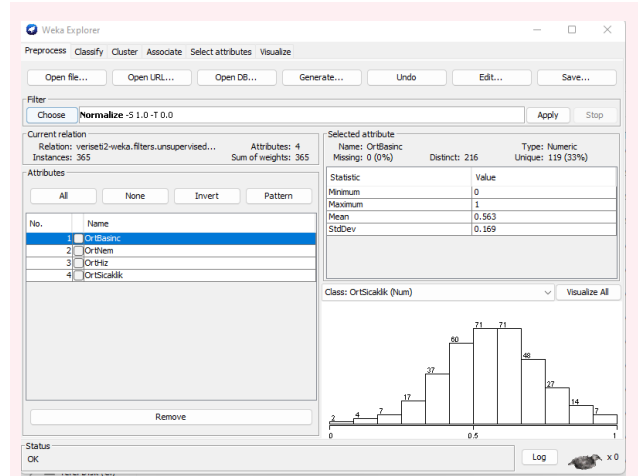 Weka Explorer
Preprocess Classify Cluster Associate Select attributes Visualize
Open file... Open URL... Open DB... Generate... Undo Edit... Save...
Filter
Choose Normalize -S 1.0 -T 0.0 Apply Stop
Current relation
Relation: veriseti2-weka.filters.unsupervised... Attributes: 4
Instances: 365 Sum of weights: 365
Attributes
All None Invert Pattern
No. Name
1 OrtBasinc
2 OrtNem
3 OrtHiz
4 OrtSicaklik
Remove
Selected attribute
Name: OrtBasinc Type: Numeric
Missing: 0 (0%) Distinct: 216 Unique: 119 (33%)
Statistic Value
Minimum 0
Maximum 1
Mean 0.563
StdDev 0.169
Class: OrtSicaklik (Num) Visualize All
2 4 7 17 37 60 71 71 48 27 14 7
0 0.5 1
Status
OK
Log x 0